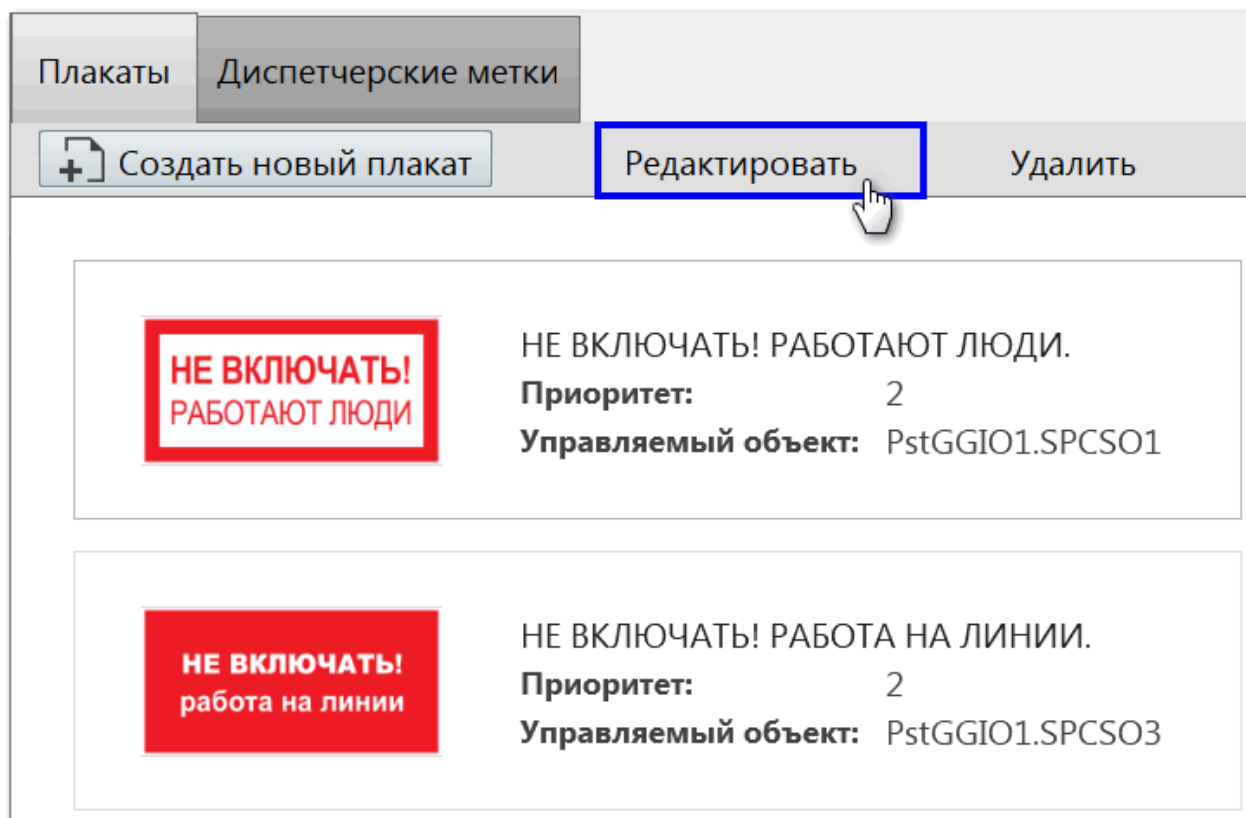 Плакаты Диспетчерские метки
Создать новый плакат Редактировать Удалить
НЕ ВКЛЮЧАТЬ!
РАБОТАЮТ ЛЮДИ
НЕ ВКЛЮЧАТЬ! РАБОТАЮТ ЛЮДИ.
Приоритет: 2
Управляемый объект: PstGGIO1.SPCSO1
НЕ ВКЛЮЧАТЬ!
работа на линии
НЕ ВКЛЮЧАТЬ! РАБОТА НА ЛИНИИ.
Приоритет: 2
Управляемый объект: PstGGIO1.SPCSO3